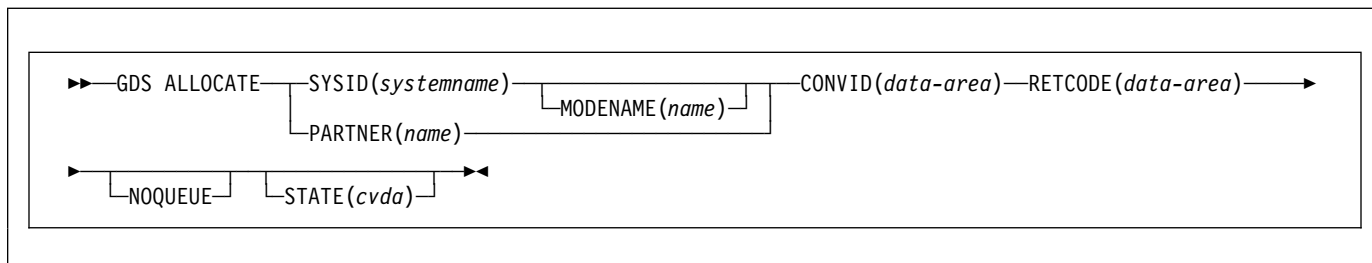 GDS ALLOCATE SYSID(systemname) CONVID(data-area) RETCODE(data-area)
MODENAME(name)
PARTNER(name)
NOQUEUE STATE(cvda)